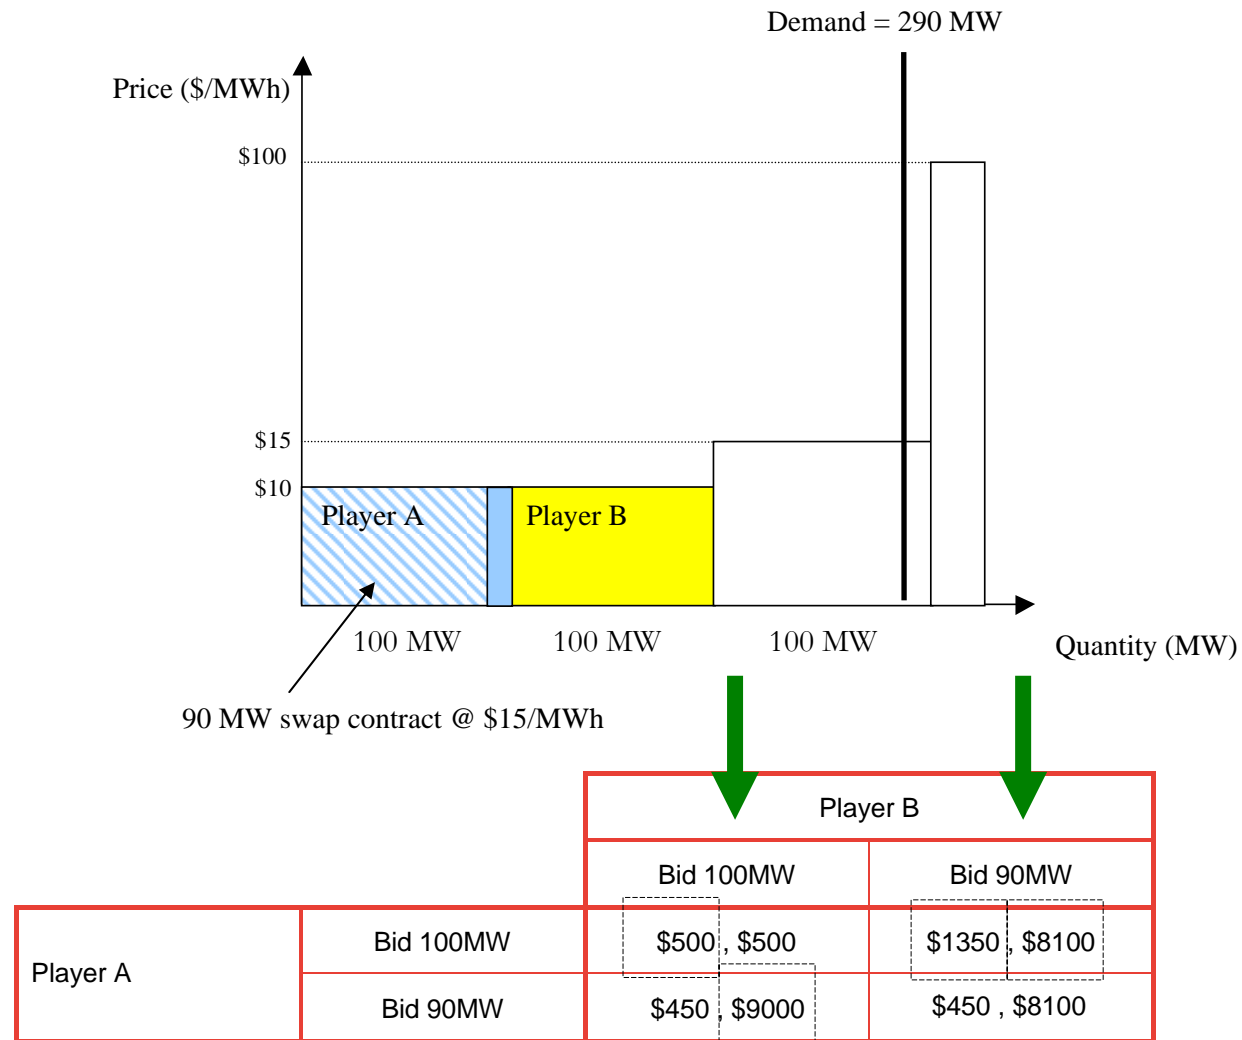 Demand = 290 MW
Price ($/MWh)
$100
$15
$10
Player A
Player B
100 MW
100 MW
100 MW
Quantity (MW)
90 MW swap contract @ $15/MWh
Player B
Bid 100MW
Bid 90MW
Player A
Bid 100MW
$500 , $500
$1350 , $8100
Bid 90MW
$450 , $9000
$450 , $8100